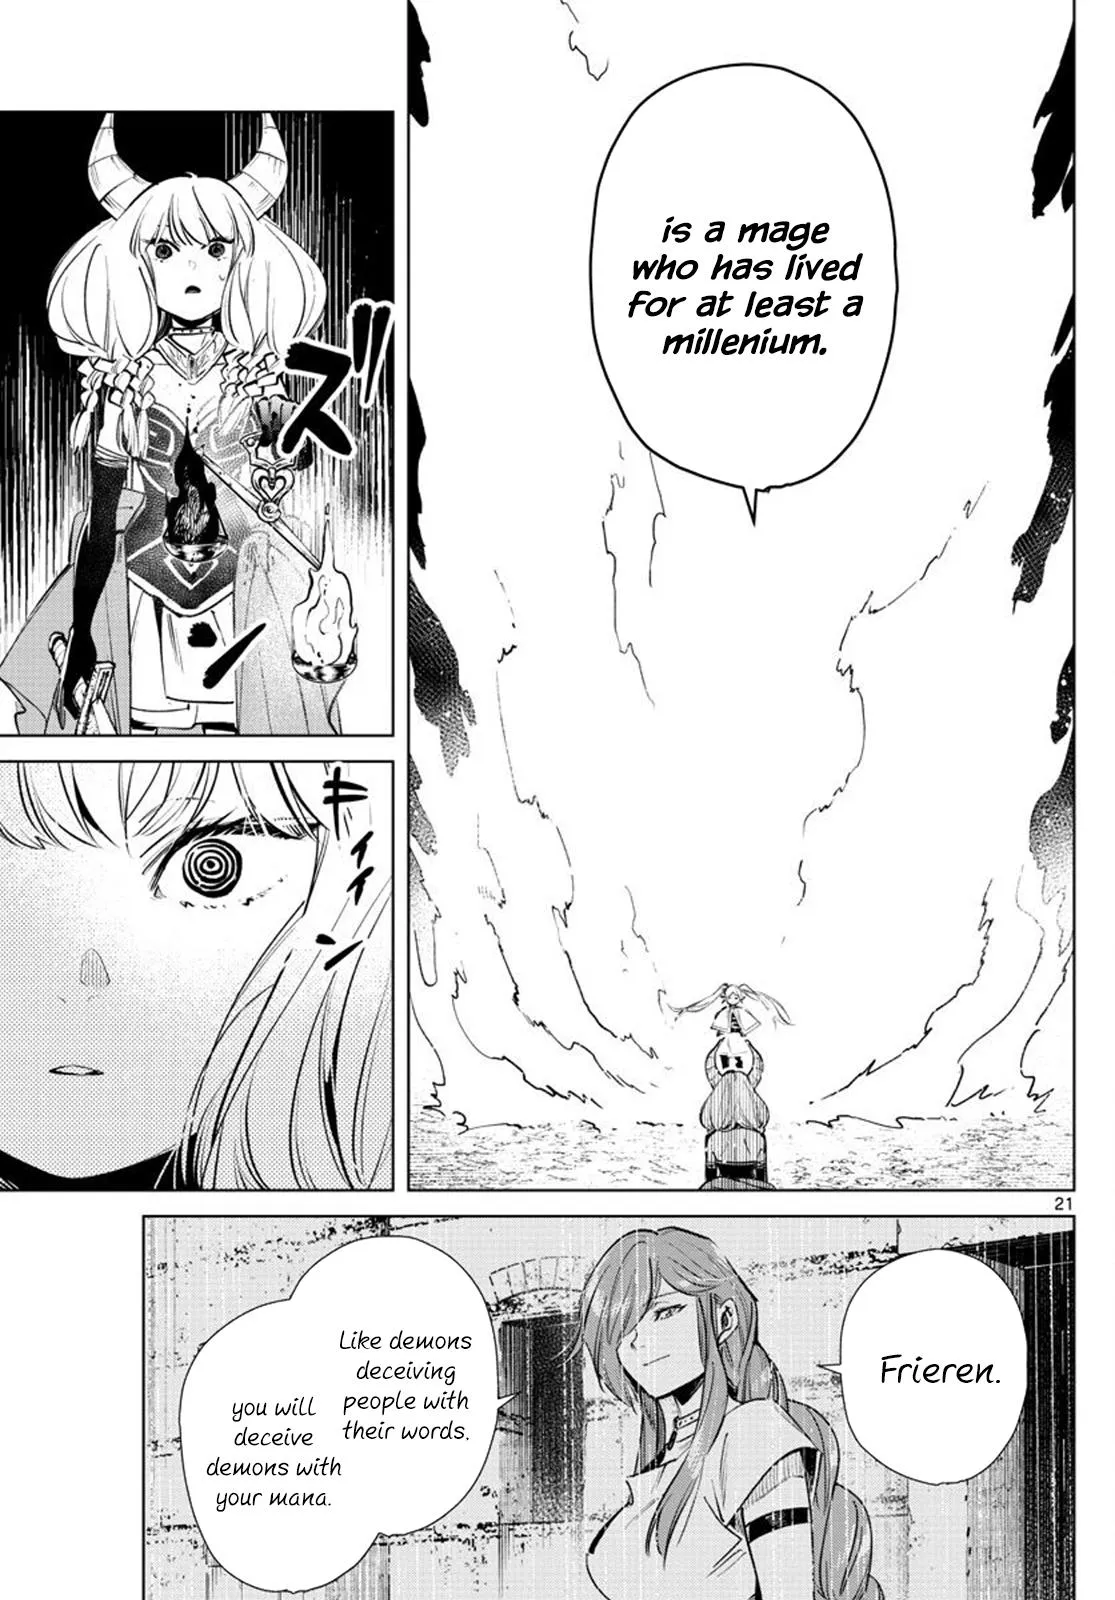 is a mage
who has lived
for at least a
millenium.
ズ
ン
キィィィ
21
Frieren.
Like demons
deceiving
people with
their words.
you will
deceive
demons with
your mana.